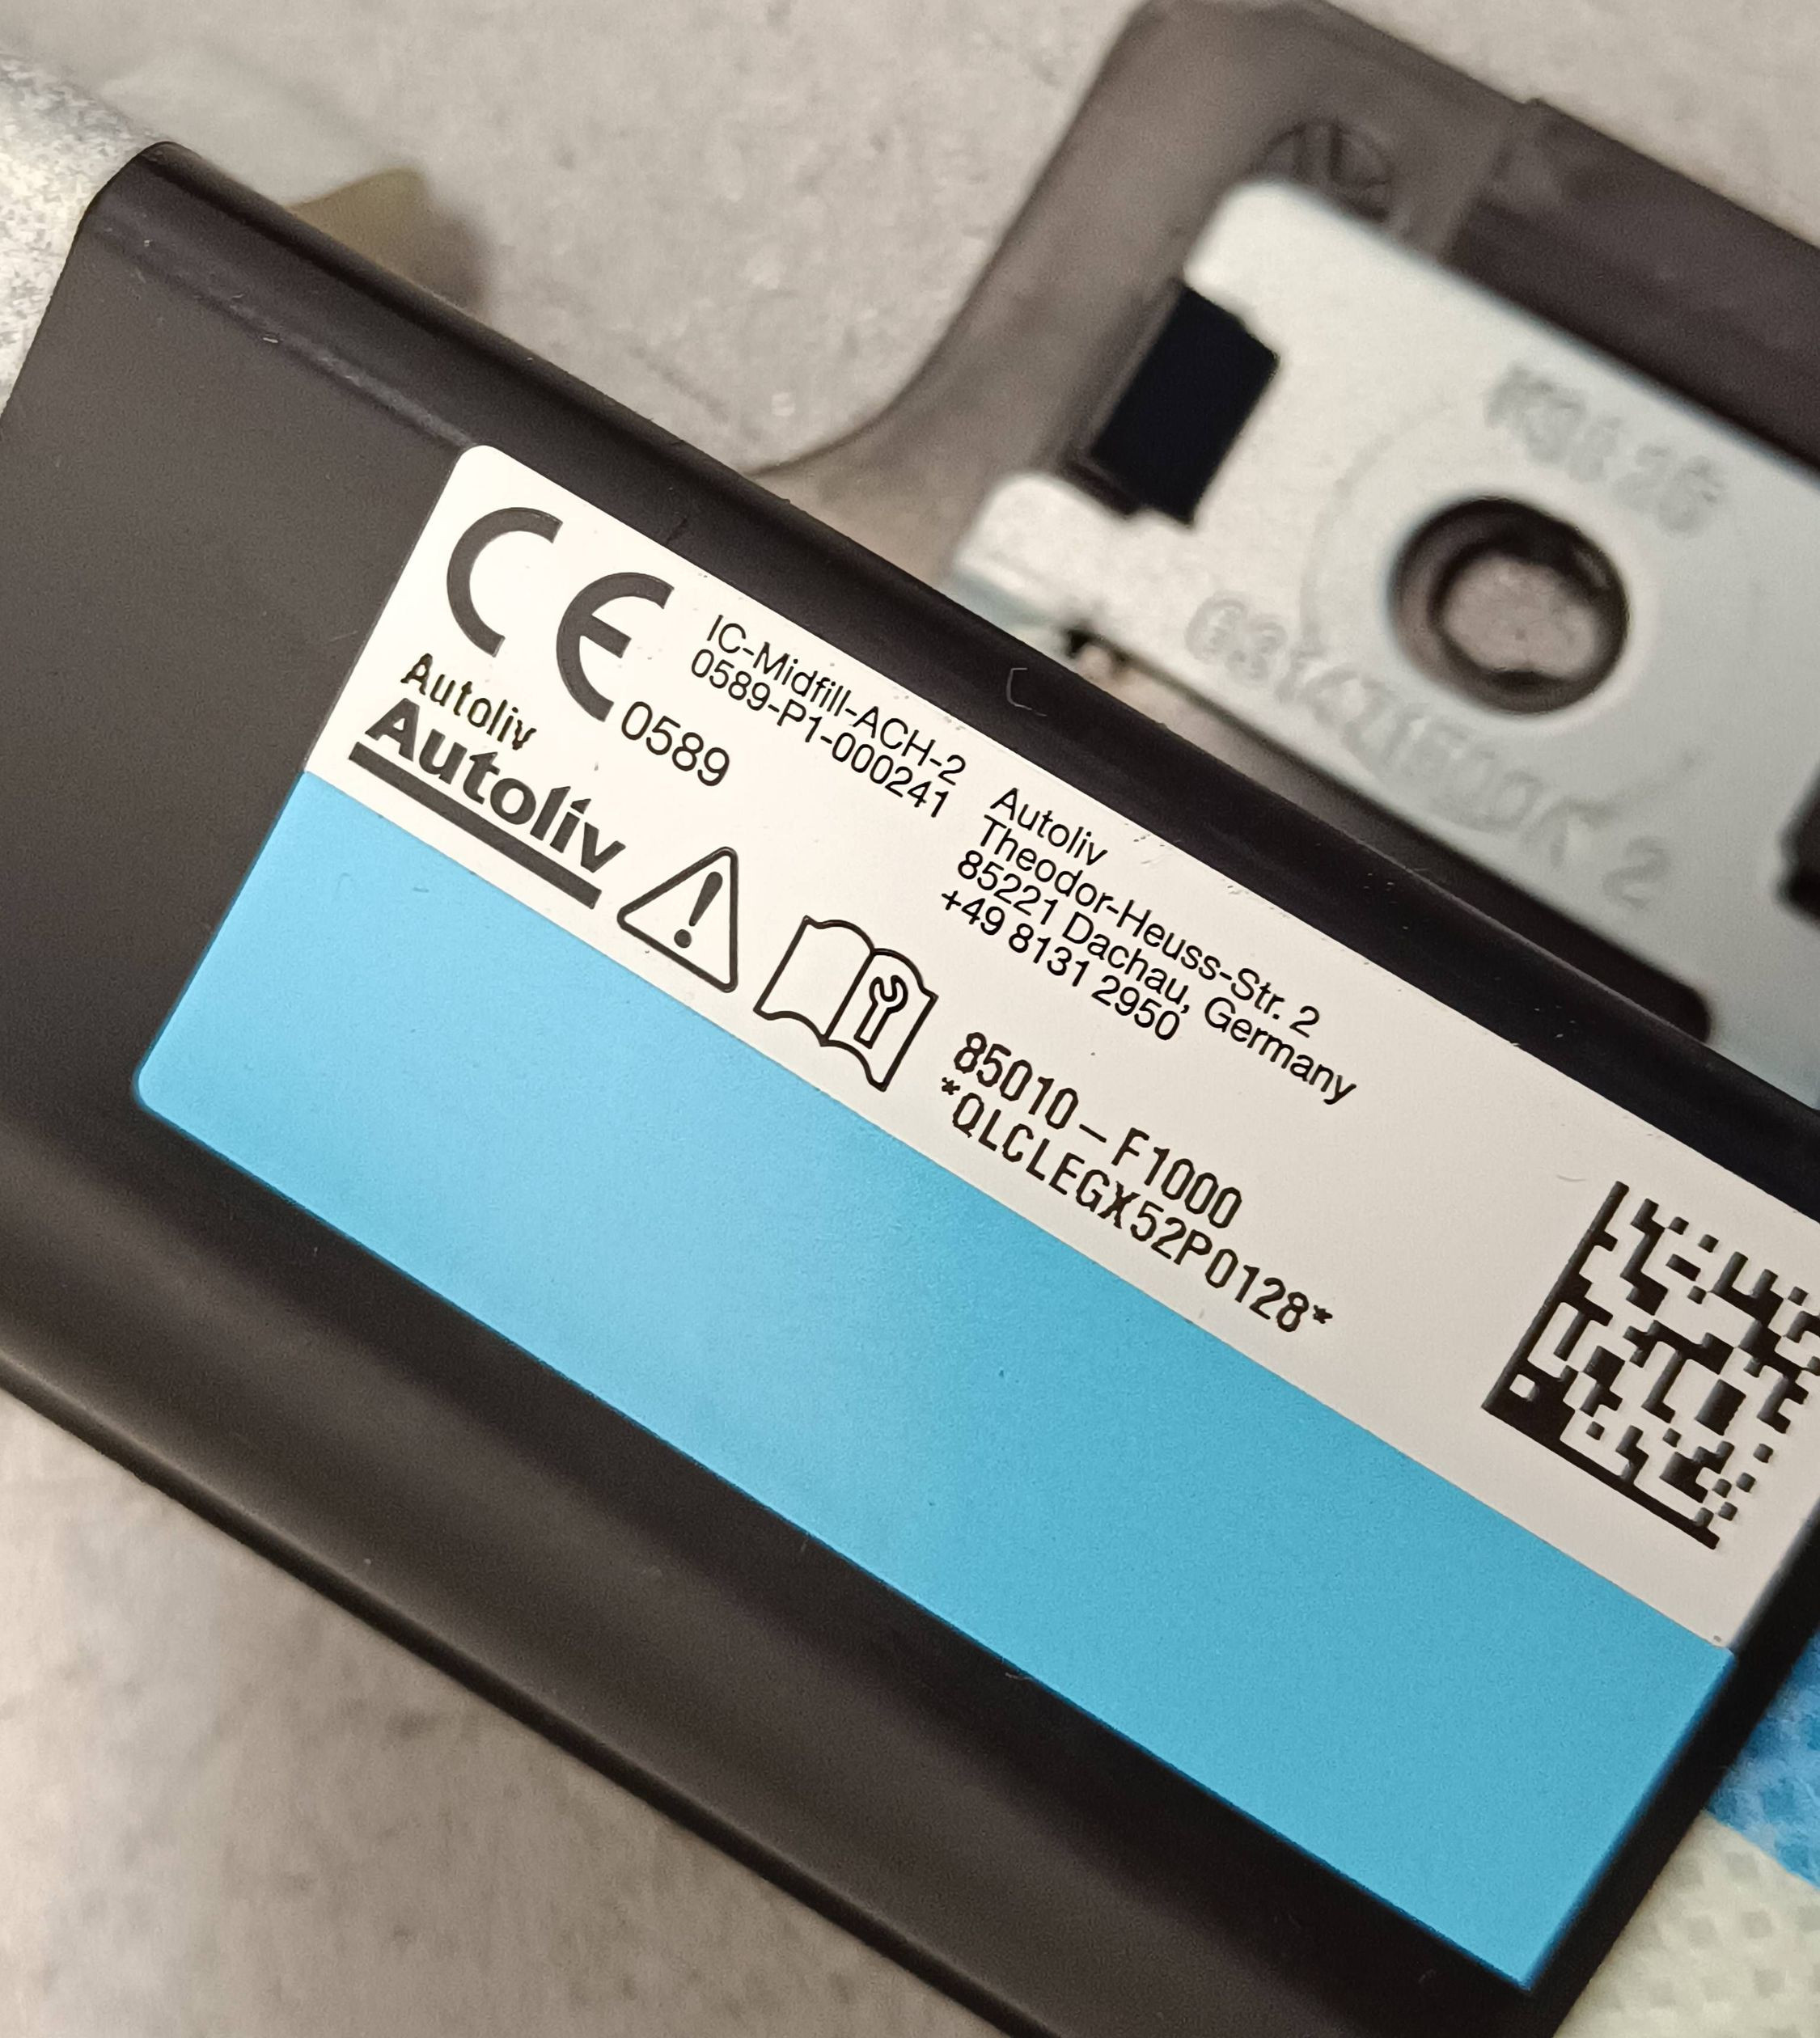 CE
0589
IC-Midfill-ACH-2
0589-P1-000241
Autoliv
Autoliv
Autoliv
Theodor-Heuss-Str. 2
85221 Dachau, Germany
+49 8131 2950
85010-F1000
*QLCLEGX52P0128*